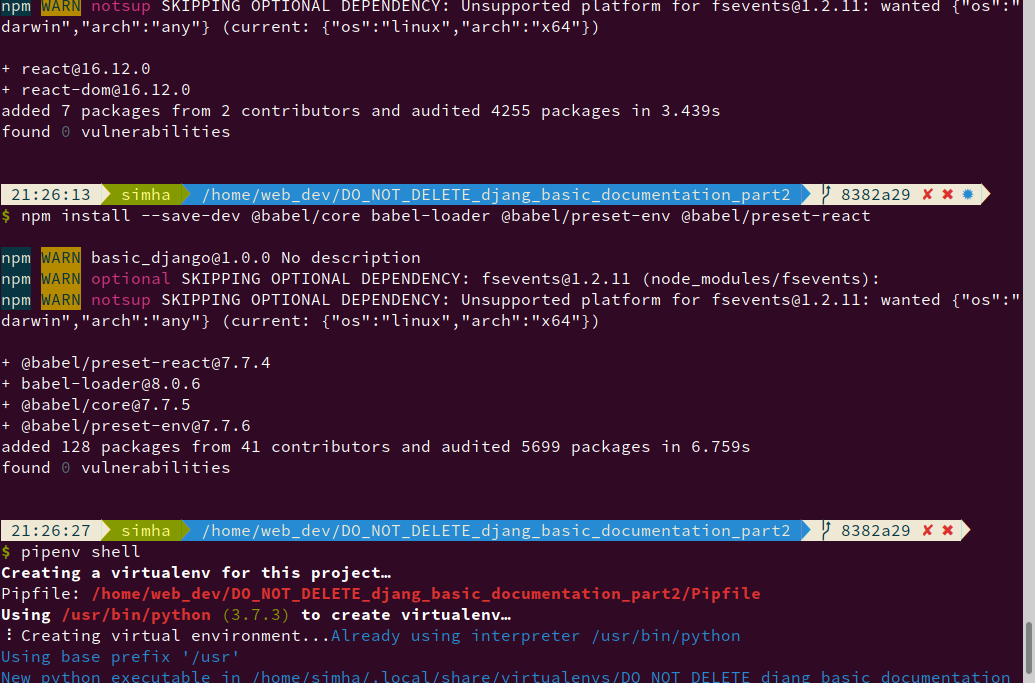 npm WARN notsup SKIPPING OPTIONAL DEPENDENCY: Unsupported platform for fsevents@1.2.11: wanted {"os":"
darwin","arch":"any"} (current: {"os":"linux","arch":"x64"})
+ react@16.12.0
+ react-dom@16.12.0
added 7 packages from 2 contributors and audited 4255 packages in 3.439s
found 0 vulnerabilities
21:26:13 simha /home/web_dev/DO_NOT_DELETE_djang_basic_documentation_part2 8382a29 ✘ ✖ ✹
$ npm install --save-dev @babel/core babel-loader @babel/preset-env @babel/preset-react
npm WARN basic_django@1.0.0 No description
npm WARN optional SKIPPING OPTIONAL DEPENDENCY: fsevents@1.2.11 (node_modules/fsevents):
npm WARN notsup SKIPPING OPTIONAL DEPENDENCY: Unsupported platform for fsevents@1.2.11: wanted {"os":"
darwin","arch":"any"} (current: {"os":"linux","arch":"x64"})
+ @babel/preset-react@7.7.4
+ babel-loader@8.0.6
+ @babel/core@7.7.5
+ @babel/preset-env@7.7.6
added 128 packages from 41 contributors and audited 5699 packages in 6.759s
found 0 vulnerabilities
21:26:27 simha /home/web_dev/DO_NOT_DELETE_djang_basic_documentation_part2 8382a29 ✘ ✖
$ pipenv shell
Creating a virtualenv for this project…
Pipfile: /home/web_dev/DO_NOT_DELETE_djang_basic_documentation_part2/Pipfile
Using /usr/bin/python (3.7.3) to create virtualenv…
⠸ Creating virtual environment...Already using interpreter /usr/bin/python
Using base prefix '/usr'
New python executable in /home/simha/.local/share/virtualenvs/DO_NOT_DELETE_djang_basic_documentation_